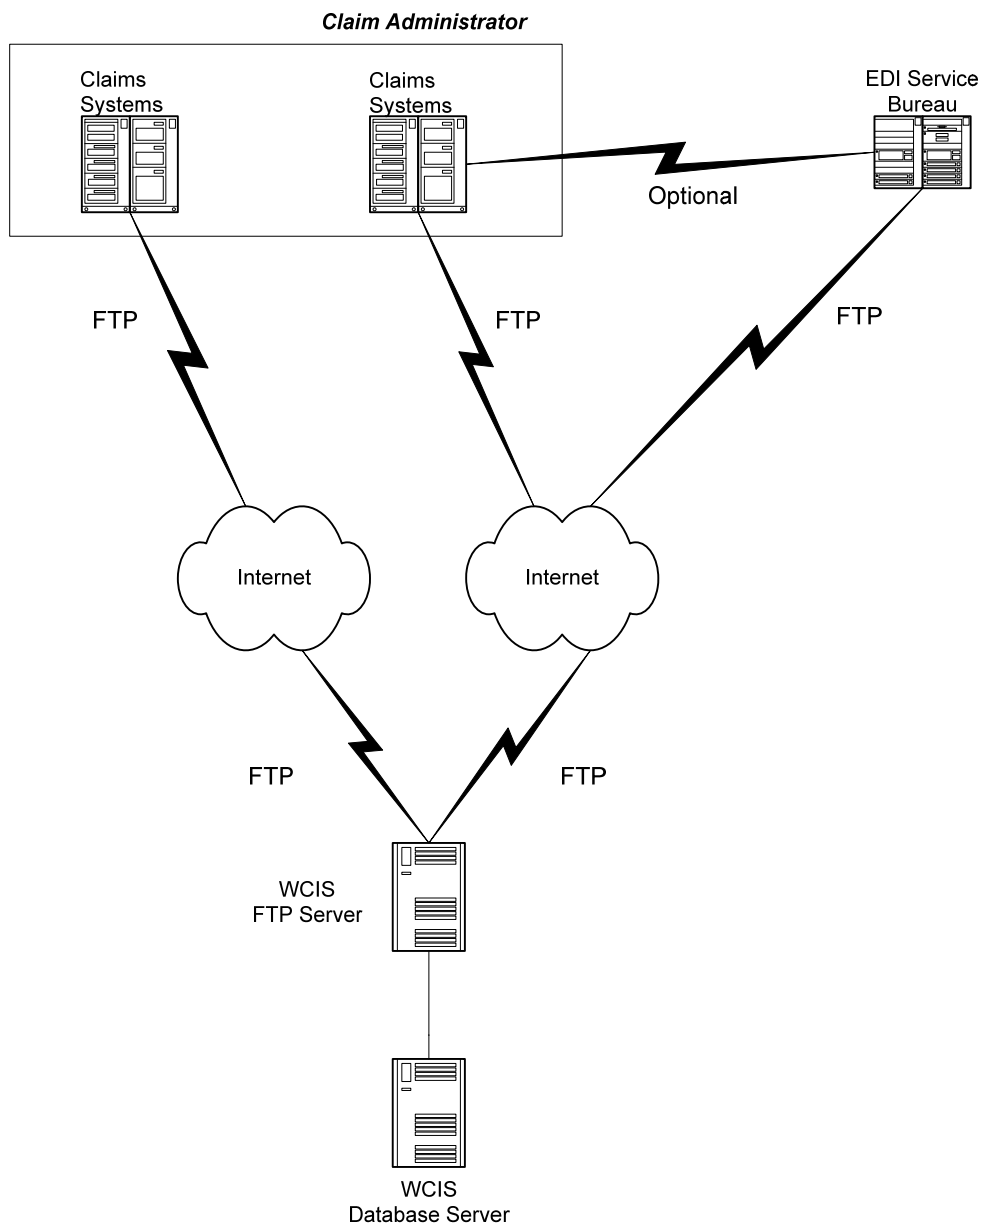 Claim Administrator
Claims
Systems
Claims
Systems
EDI Service
Bureau
Optional
FTP
FTP
FTP
Internet
Internet
FTP
FTP
WCIS
FTP Server
WCIS
Database Server